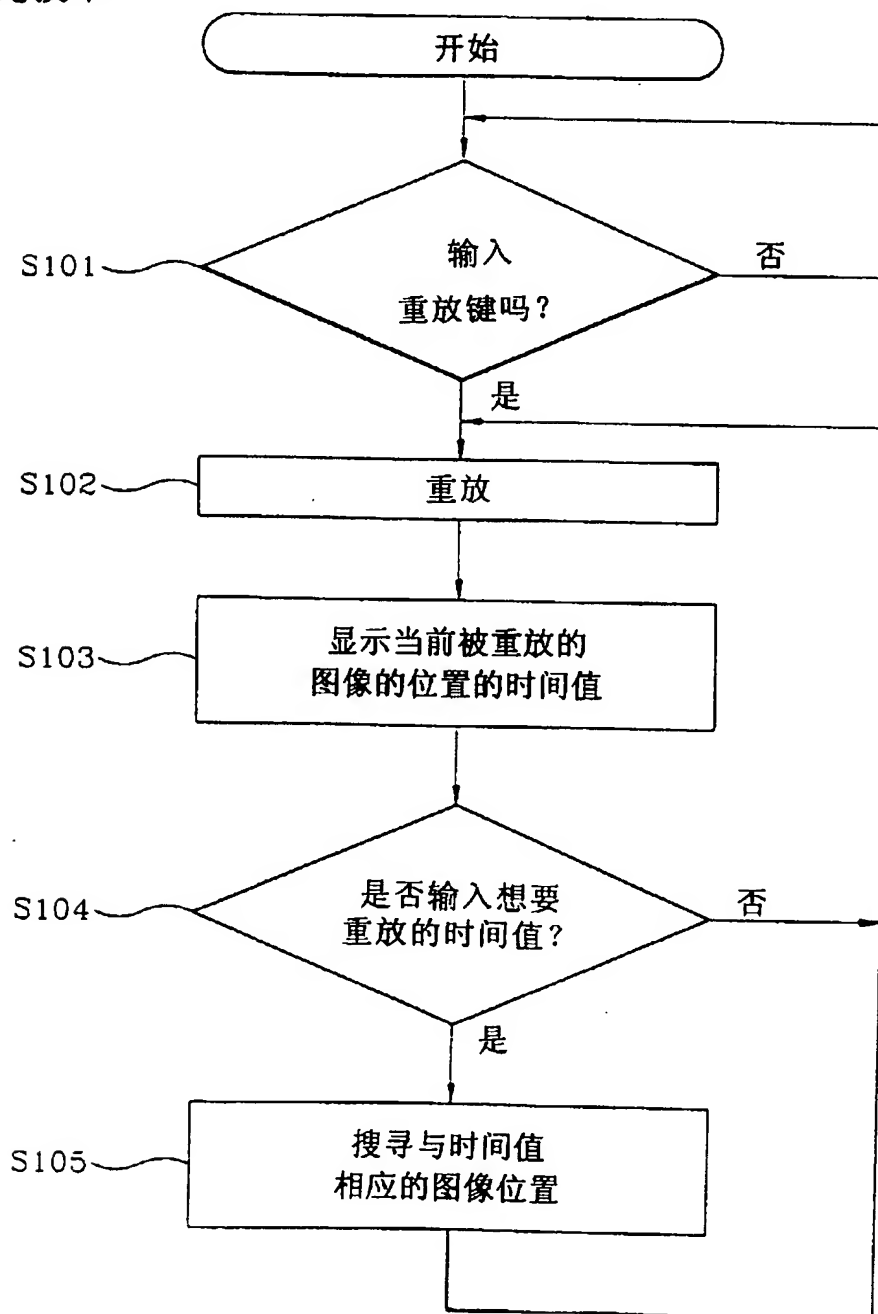 开始
S101
输入
重放键吗?
否
是
S102
重放
S103
显示当前被重放的
图像的位置的时间值
S104
是否输入想要
重放的时间值?
否
是
S105
搜寻与时间值
相应的图像位置